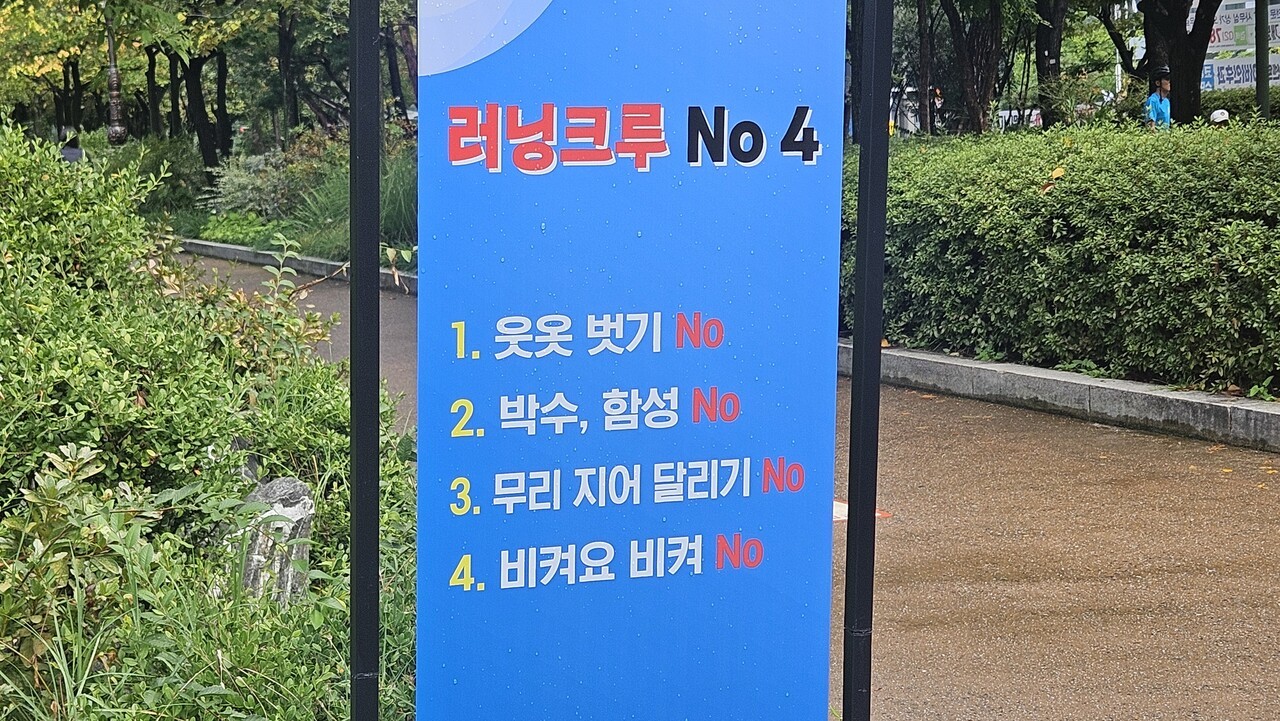 러닝크루 No 4
1. 웃옷 벗기 No
2. 박수, 함성 No
3. 무리 지어 달리기 No
4. 비켜요 비켜 No